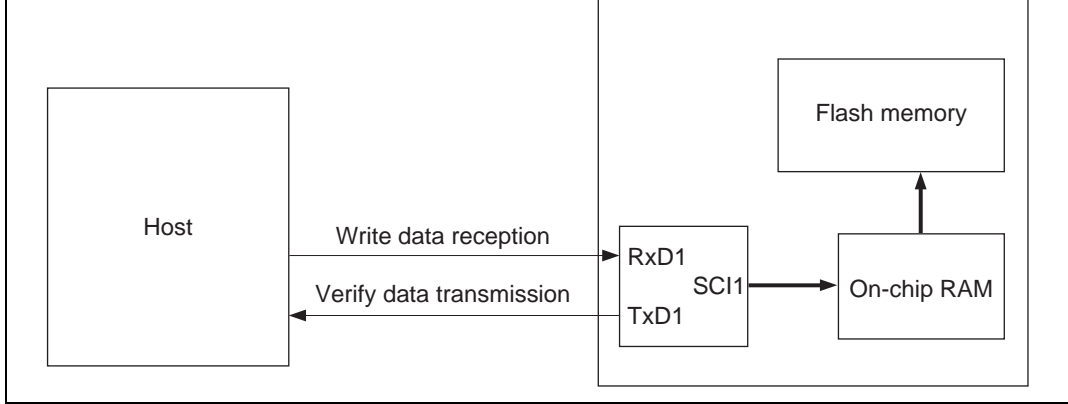 Flash memory
Host
Write data reception
RxD1
SCI1
On-chip RAM
Verify data transmission
TxD1